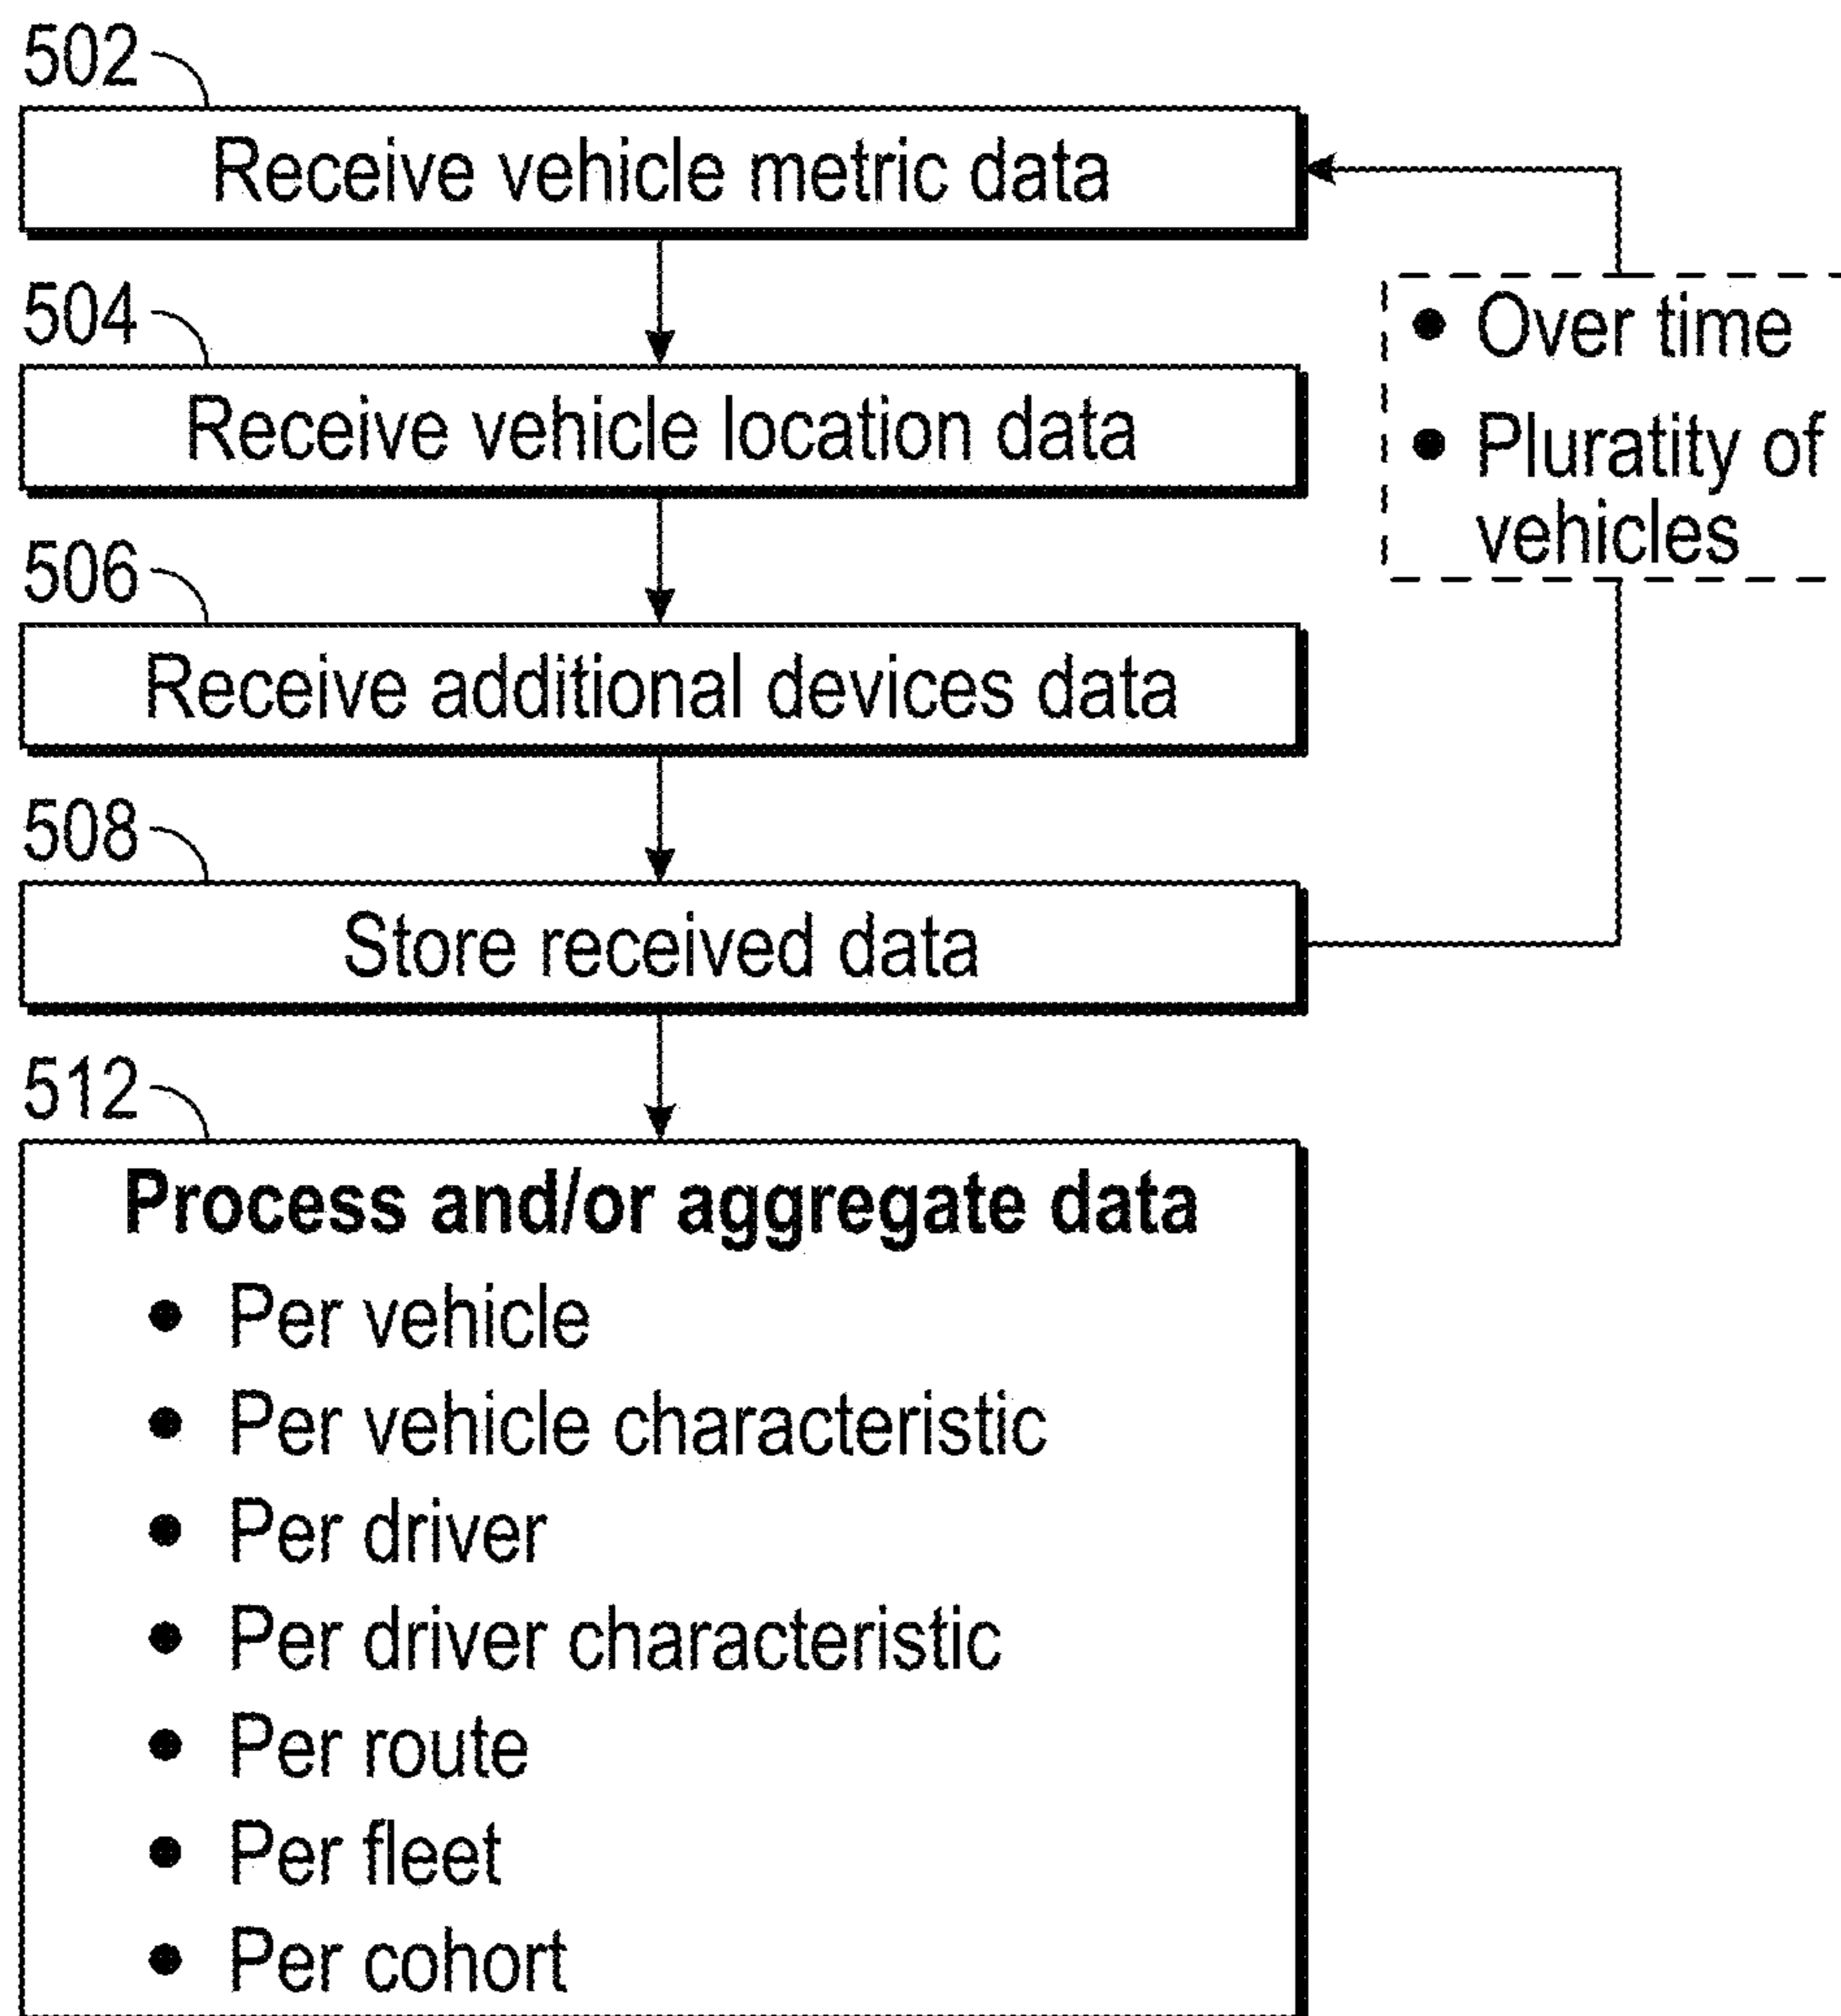 502
Receive vehicle metric data
504
Receive vehicle location data
506
Receive additional devices data
508
Store received data
• Over time
• Pluratity of
vehicles
512
Process and/or aggregate data
• Per vehicle
• Per vehicle characteristic
• Per driver
• Per driver characteristic
• Per route
• Per fleet
• Per cohort